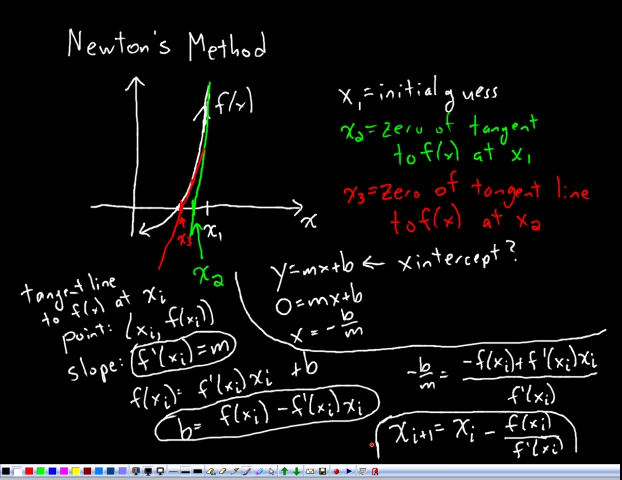 Newton's Method
f(x)
x
x₁
x₃
x₂
x₁ = initial guess
x₂ = zero of tangent
to f(x) at x₁
x₃ = zero of tangent line
to f(x) at x₂
y = mx + b ← x intercept?
0 = mx + b
x = -b/m
tangent line
to f(x) at xᵢ
point: (xᵢ, f(xᵢ))
slope: f'(xᵢ) = m
f(xᵢ) = f'(xᵢ)xᵢ + b
b = f(xᵢ) - f'(xᵢ)xᵢ
-b/m = (-f(xᵢ) + f'(xᵢ)xᵢ)/f'(xᵢ)
xᵢ₊₁ = xᵢ - f(xᵢ)/f'(xᵢ)